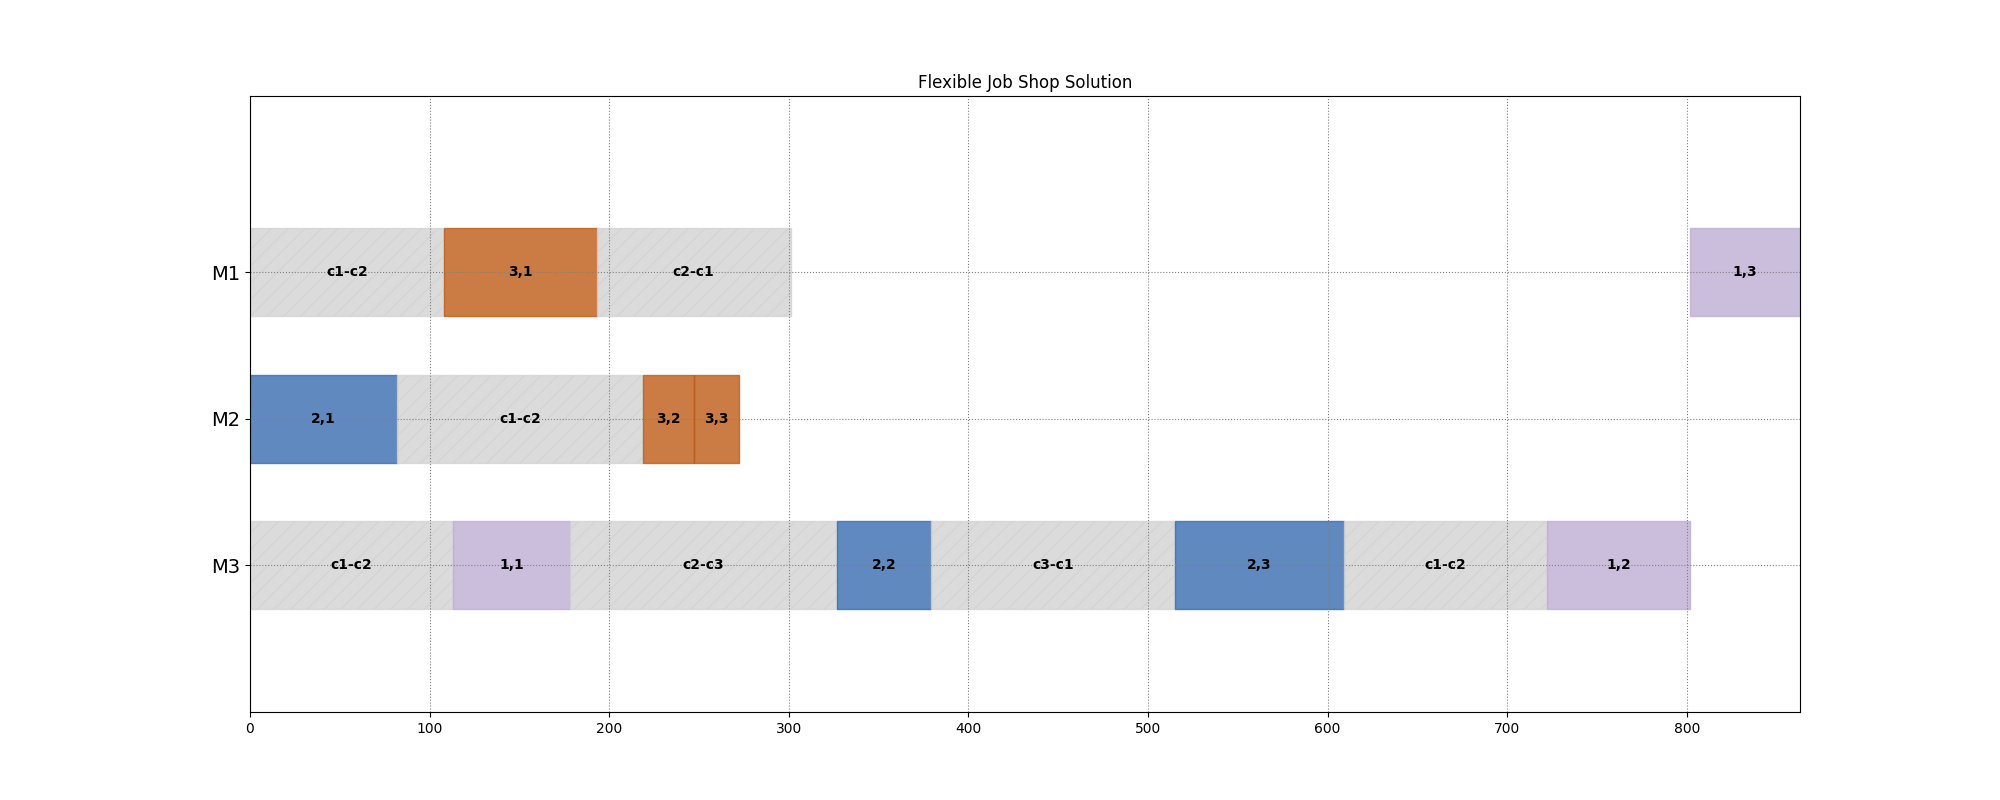 Flexible Job Shop Solution
M1 c1-c2 3,1 c2-c1 1,3
M2 2,1 c1-c2 3,2 3,3
M3 c1-c2 1,1 c2-c3 2,2 c3-c1 2,3 c1-c2 1,2
0 100 200 300 400 500 600 700 800